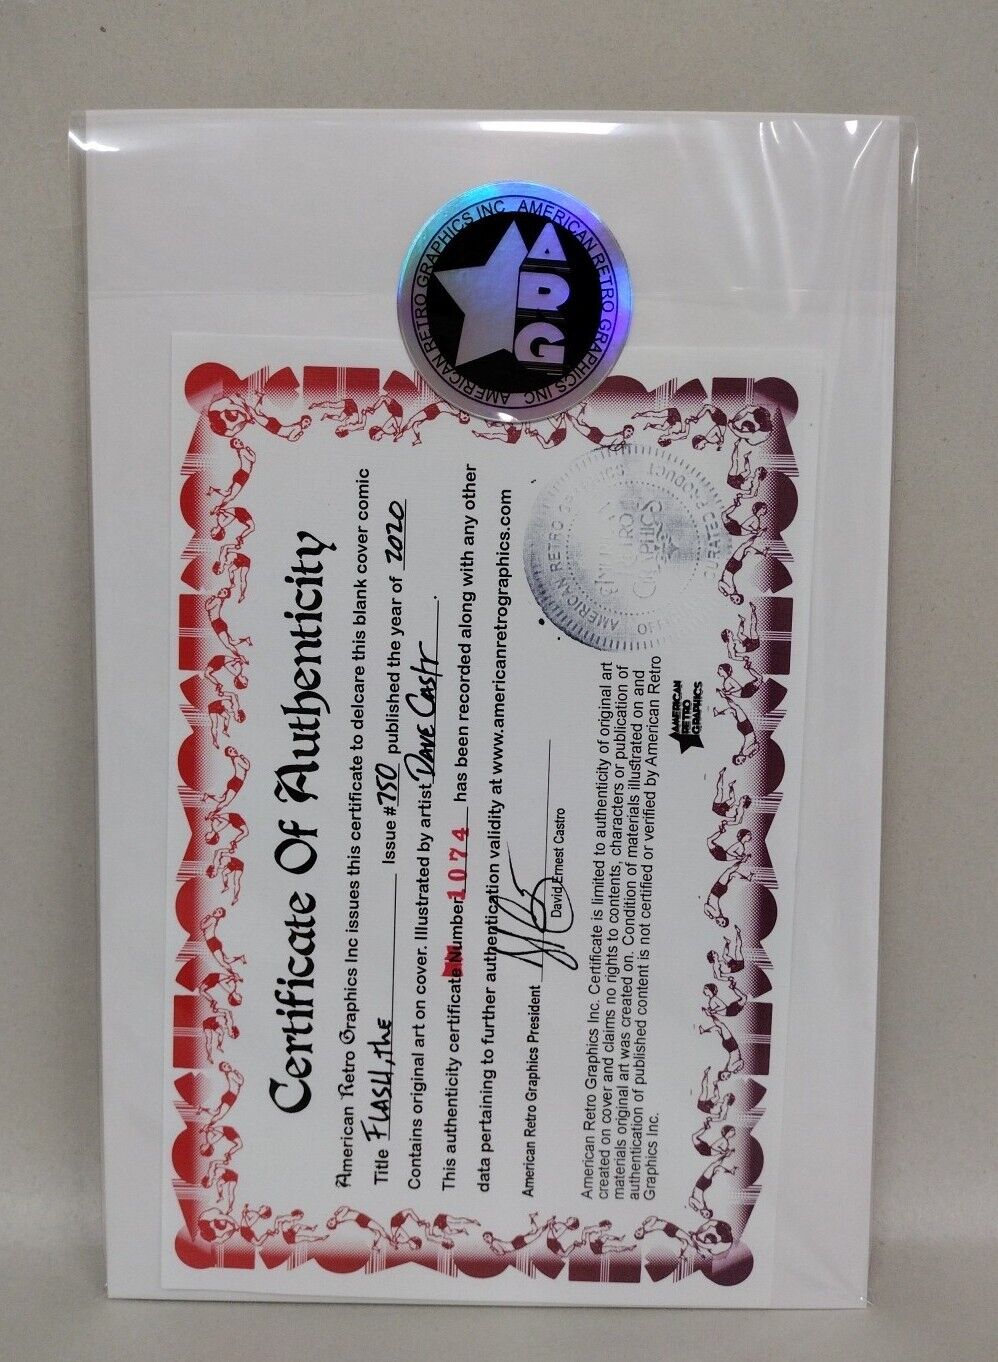 AMERICAN RETRO GRAPHICS INC AMERICAN RETRO GRAPHICS INC
ARG
Certificate Of Authenticity
American Retro Graphics Inc issues this certificate to delcare this blank cover comic
Title FLASH, the Issue # 750 published the year of 2020
Contains original art on cover. Illustrated by artist DAVE CASTR.
This authenticity certificate Number 1074 has been recorded along with any other
data pertaining to further authentication validity at www.americanretrographics.com
American Retro Graphics President
David Ernest Castro
American Retro Graphics Inc. Certificate is limited to authenticity of original art
created on cover and claims no rights to contents, characters or publication of
materials original art was created on. Condition of materials illustrated on and
authentication of published content is not certified or verified by American Retro
Graphics Inc.
AMERICAN
RETRO
GRAPHICS
AMERICAN RETRO GRAPHICS